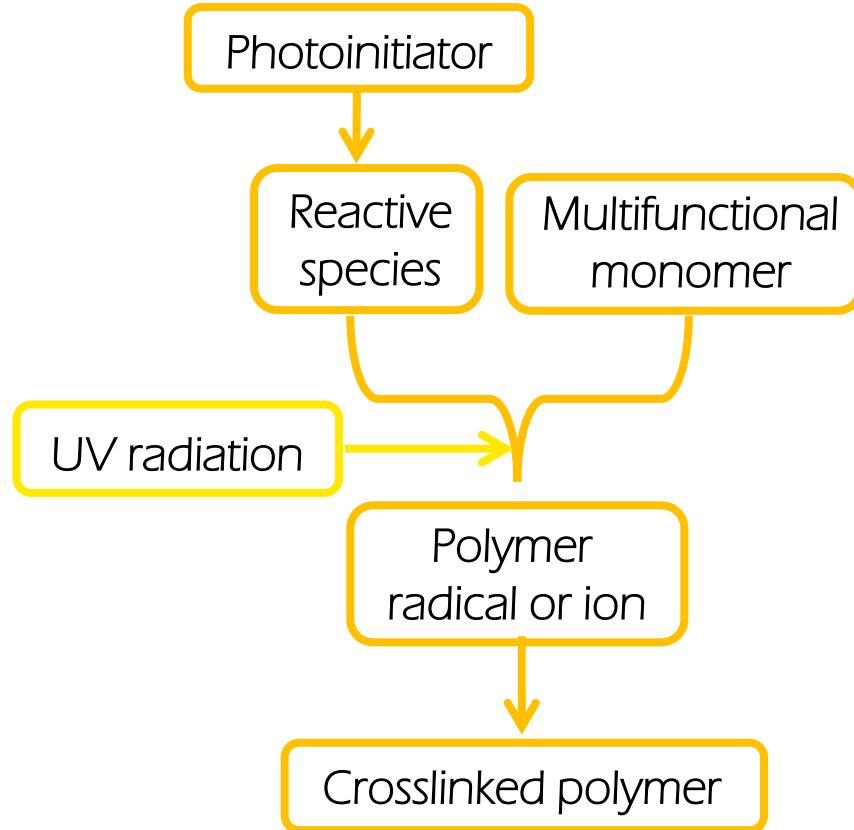 Photoinitiator
Reactive
species
Multifunctional
monomer
UV radiation
Polymer
radical or ion
Crosslinked polymer